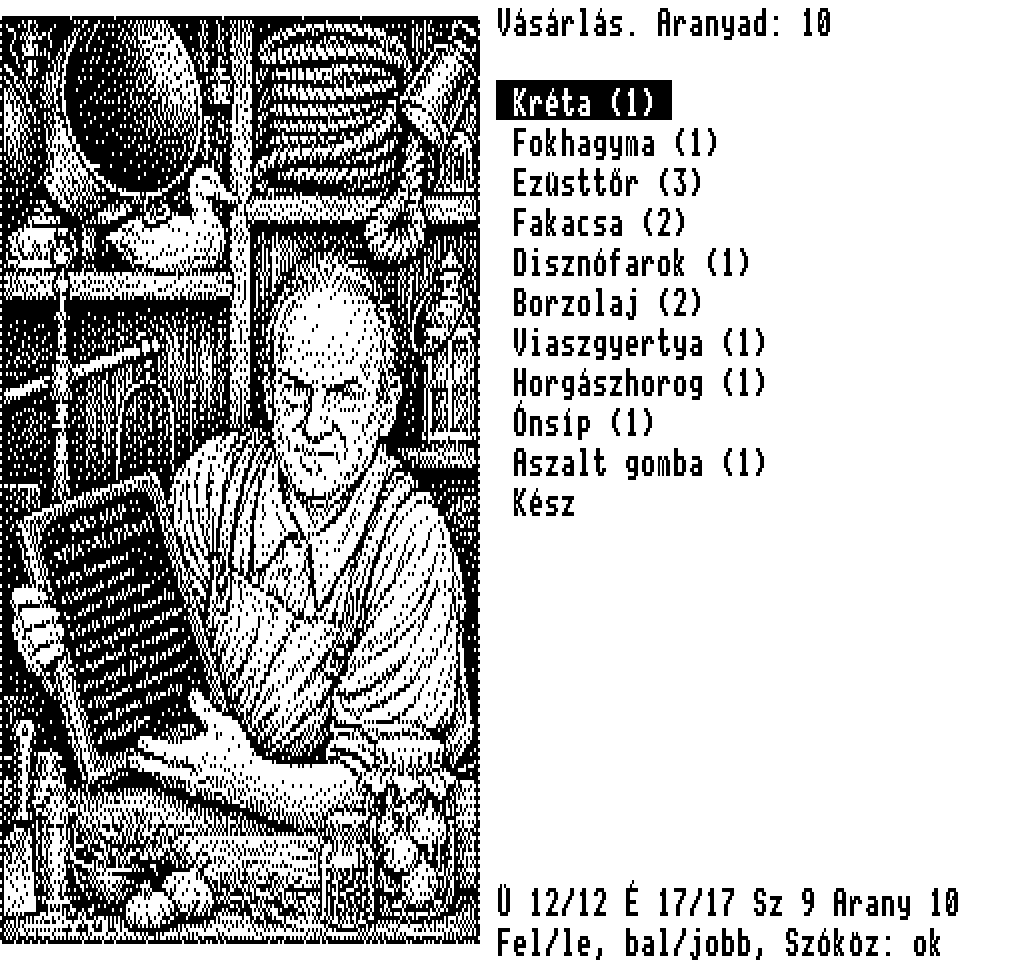 Vásárlás. Aranyad: 10
Kréta (1)
Fokhagyma (1)
Ezüsttőr (3)
Fakacsa (2)
Disznófarok (1)
Borzolaj (2)
Viaszgyertya (1)
Horgászhorog (1)
Ónsíp (1)
Aszalt gomba (1)
Kész
Ü 12/12 É 17/17 Sz 9 Arany 10
Fel/le, bal/jobb, Szóköz: ok